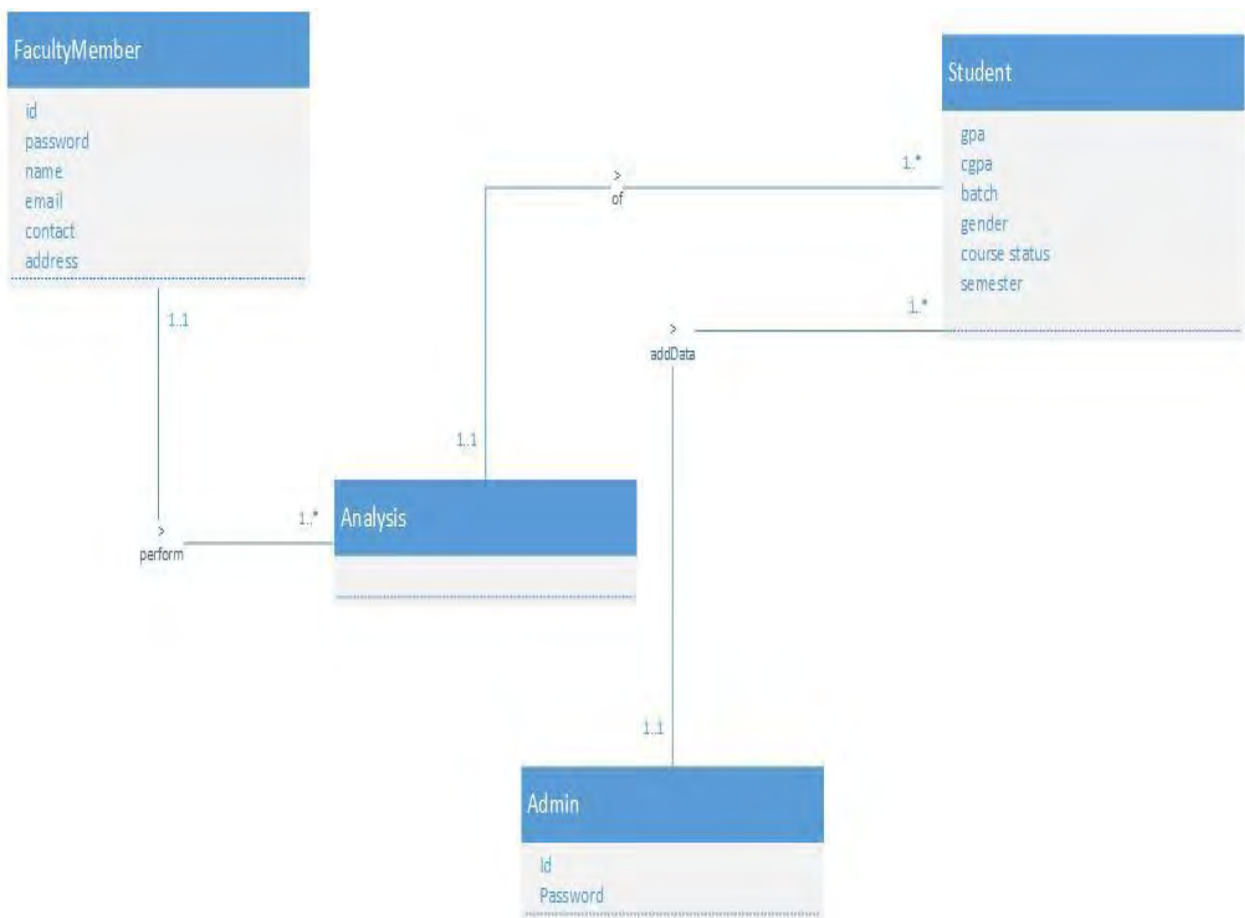 FacultyMember
id
password
name
email
contact
address
1..1
>
perform
1..*
Analysis
1..1
>
of
1..*
Student
gpa
cgpa
batch
gender
course status
semester
1..*
>
addData
1..1
Admin
Id
Password